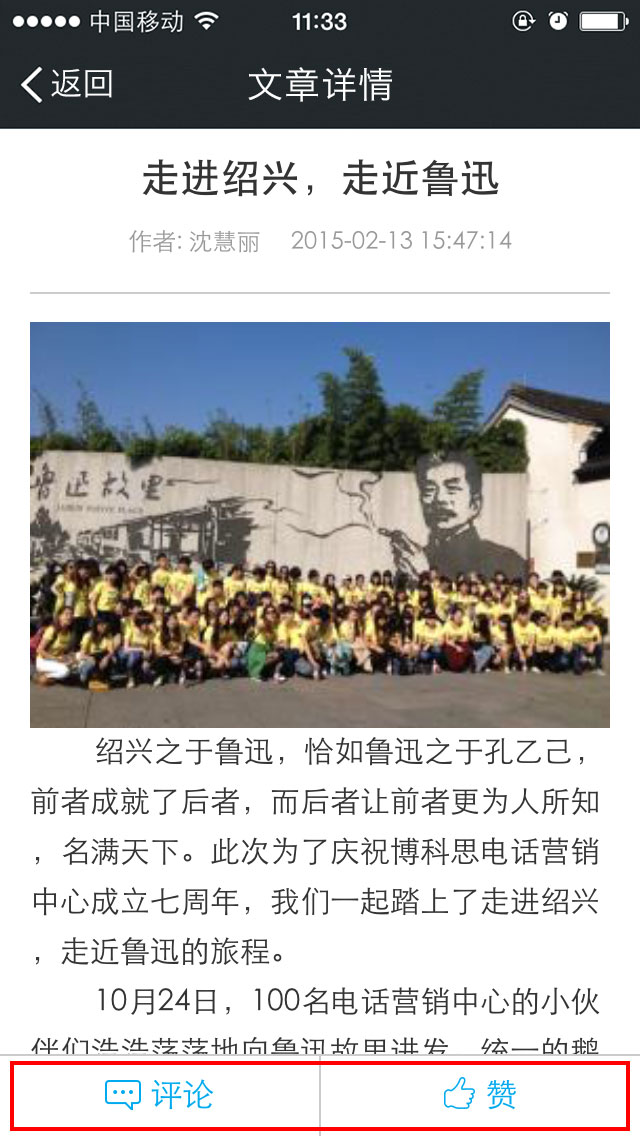 中国移动 11:33
返回 文章详情
走进绍兴，走近鲁迅
作者: 沈慧丽 2015-02-13 15:47:14
鲁迅故里
绍兴之于鲁迅，恰如鲁迅之于孔乙己，
前者成就了后者，而后者让前者更为人所知
，名满天下。此次为了庆祝博科思电话营销
中心成立七周年，我们一起踏上了走进绍兴
，走近鲁迅的旅程。
10月24日，100名电话营销中心的小伙
伴们浩浩荡荡地向鲁迅故里进发，统一的鹅
评论 赞